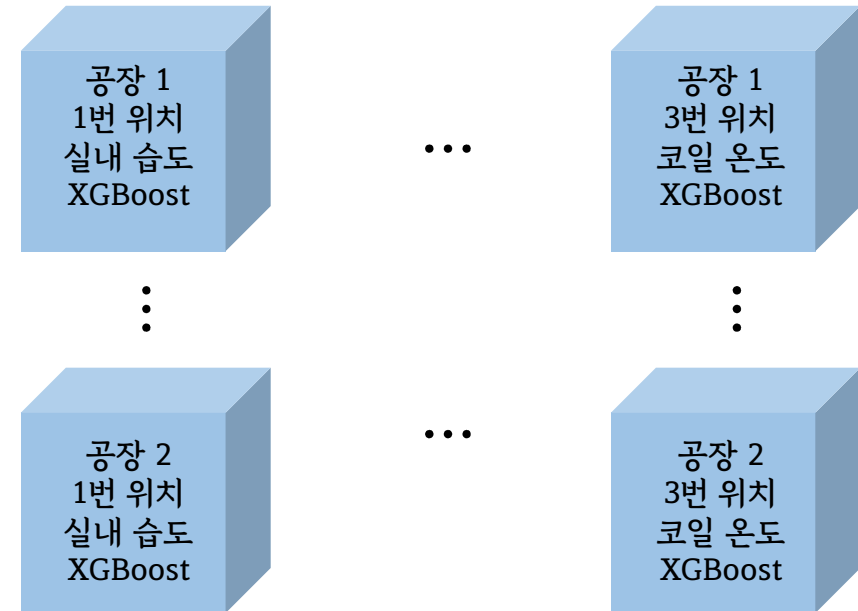 공장 1
1번 위치
실내 습도
XGBoost
...
공장 1
3번 위치
코일 온도
XGBoost
공장 2
1번 위치
실내 습도
XGBoost
...
공장 2
3번 위치
코일 온도
XGBoost